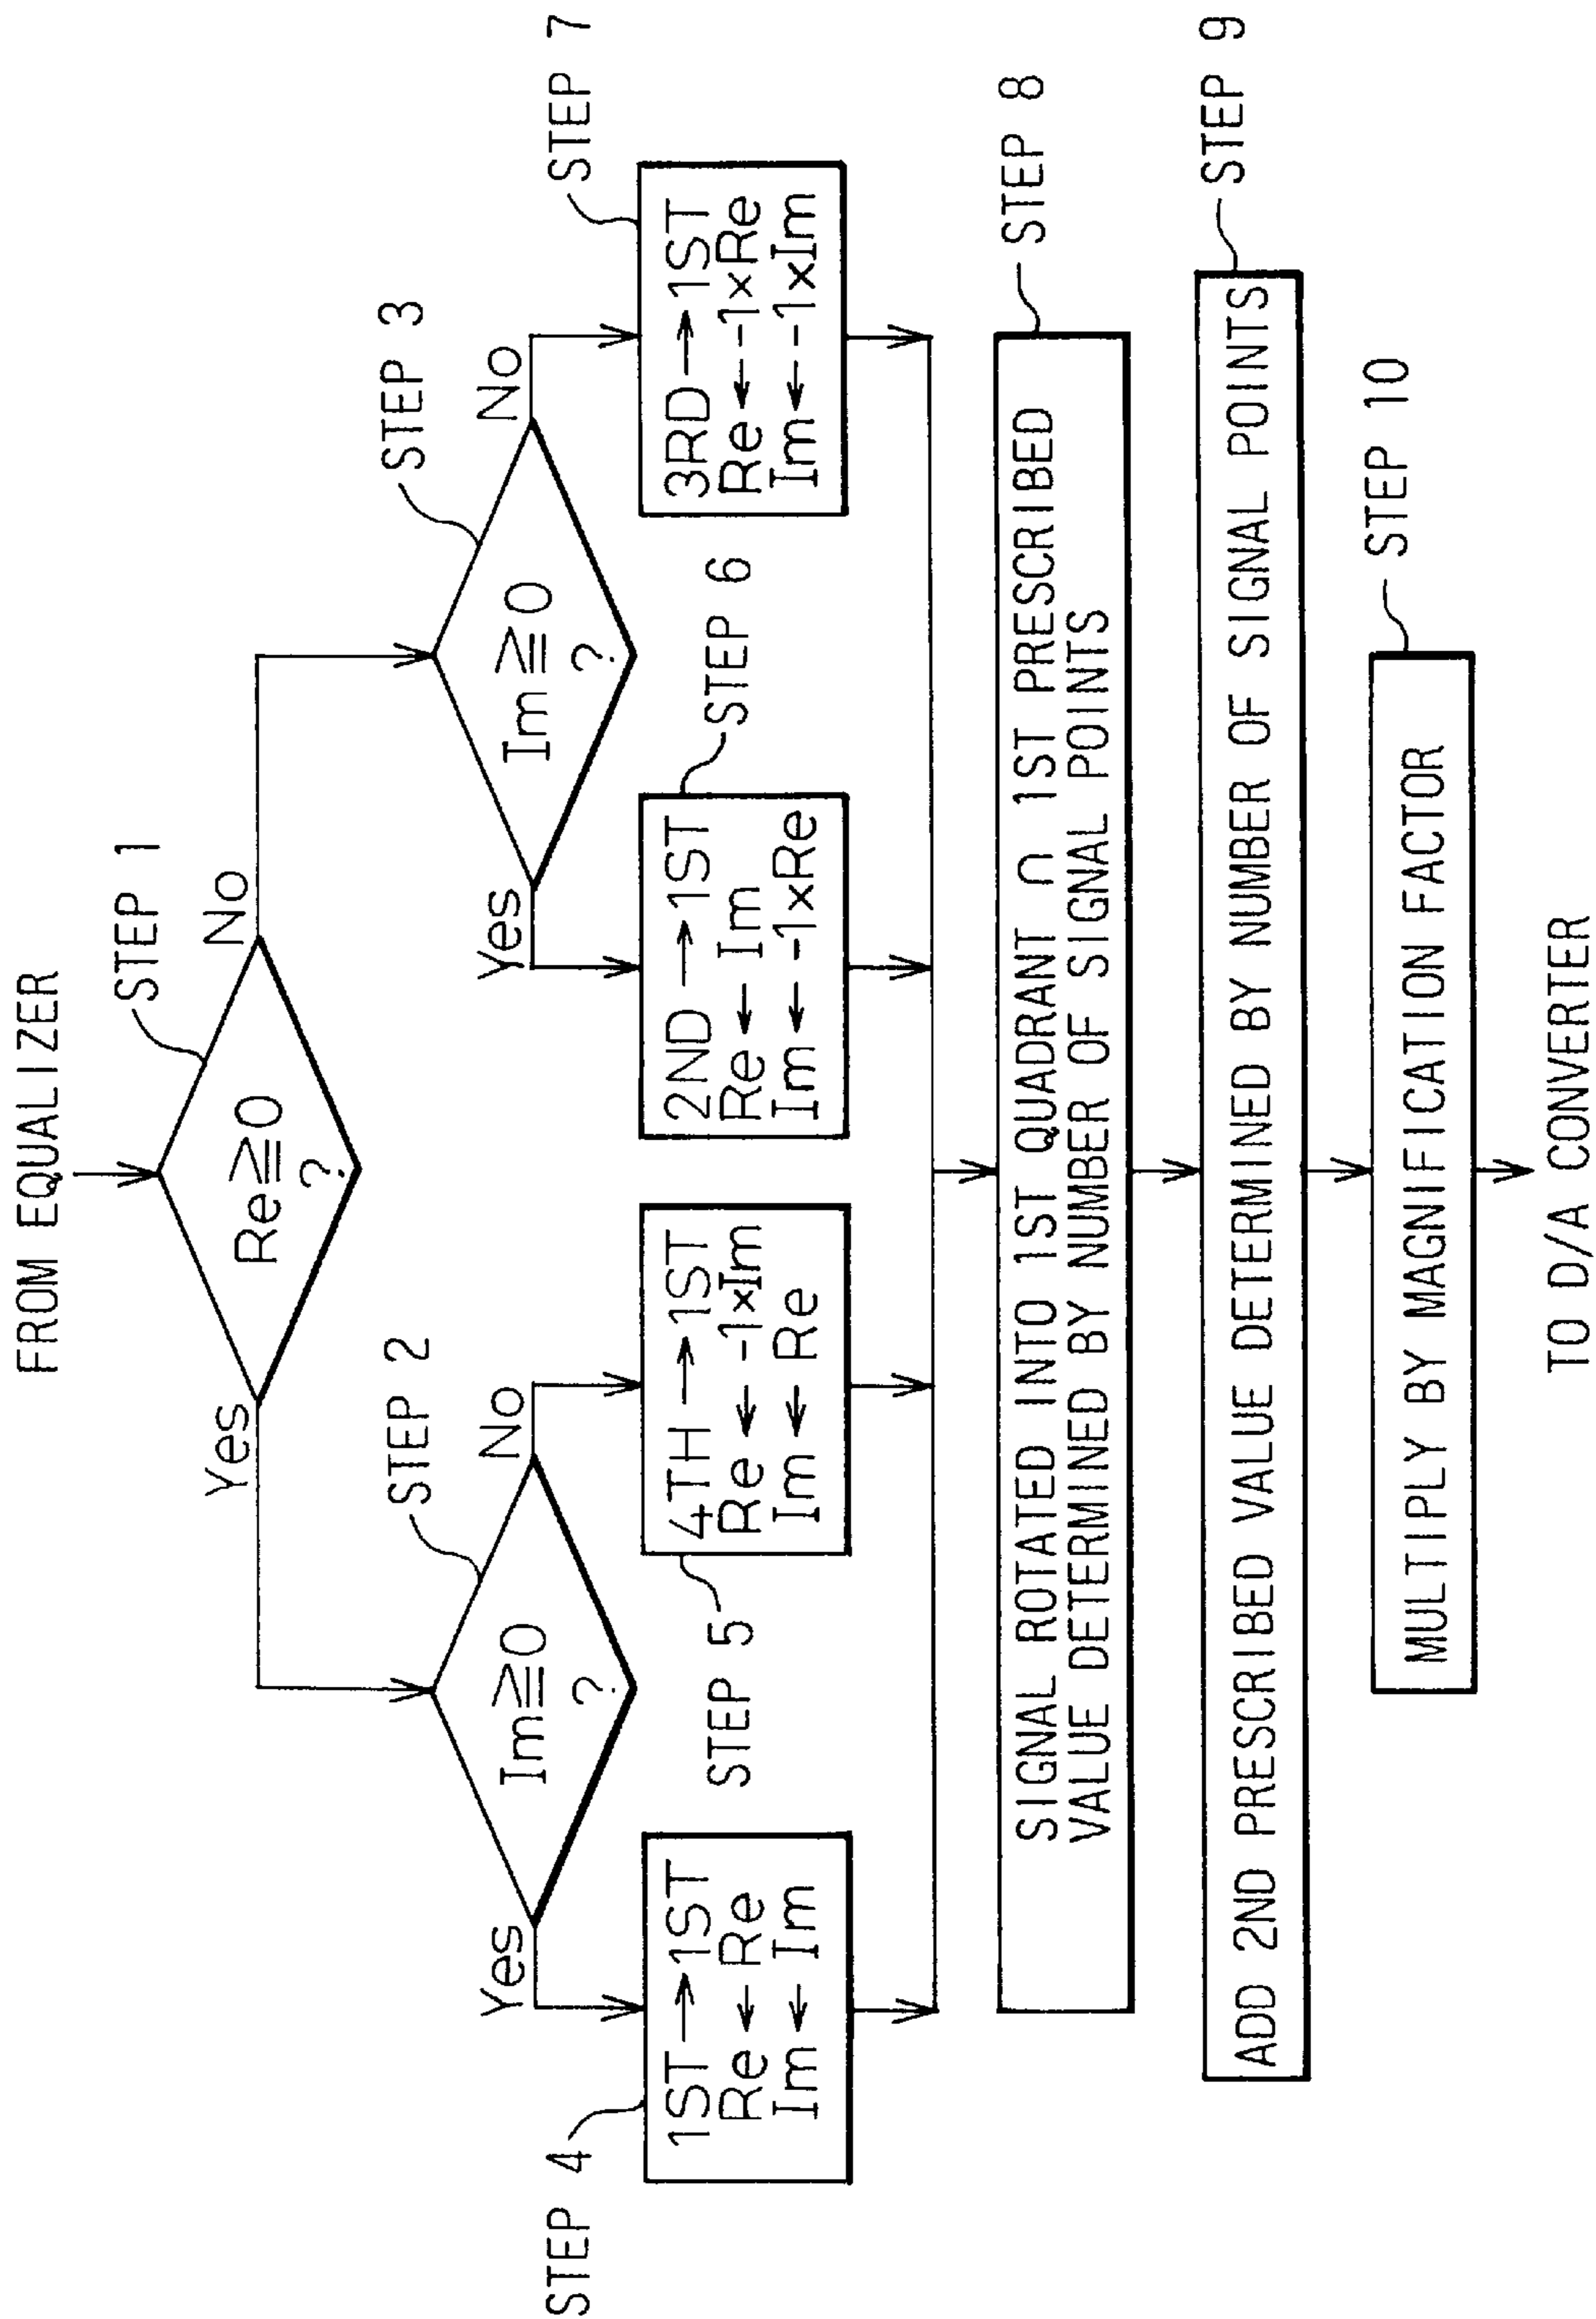 FROM EQUALIZER
STEP 1
Re≧0
?
Yes
No
STEP 2
Im≧0
?
Yes
No
STEP 3
Im≧0
?
Yes
No
STEP 4
1ST→1ST
Re←Re
Im←Im
STEP 5
4TH→1ST
Re←-1×Im
Im←Re
STEP 6
2ND→1ST
Re←Im
Im←-1×Re
STEP 7
3RD→1ST
Re←-1×Re
Im←-1×Im
STEP 8
SIGNAL ROTATED INTO 1ST QUADRANT ∩ 1ST PRESCRIBED
VALUE DETERMINED BY NUMBER OF SIGNAL POINTS
STEP 9
ADD 2ND PRESCRIBED VALUE DETERMINED BY NUMBER OF SIGNAL POINTS
STEP 10
MULTIPLY BY MAGNIFICATION FACTOR
TO D/A CONVERTER